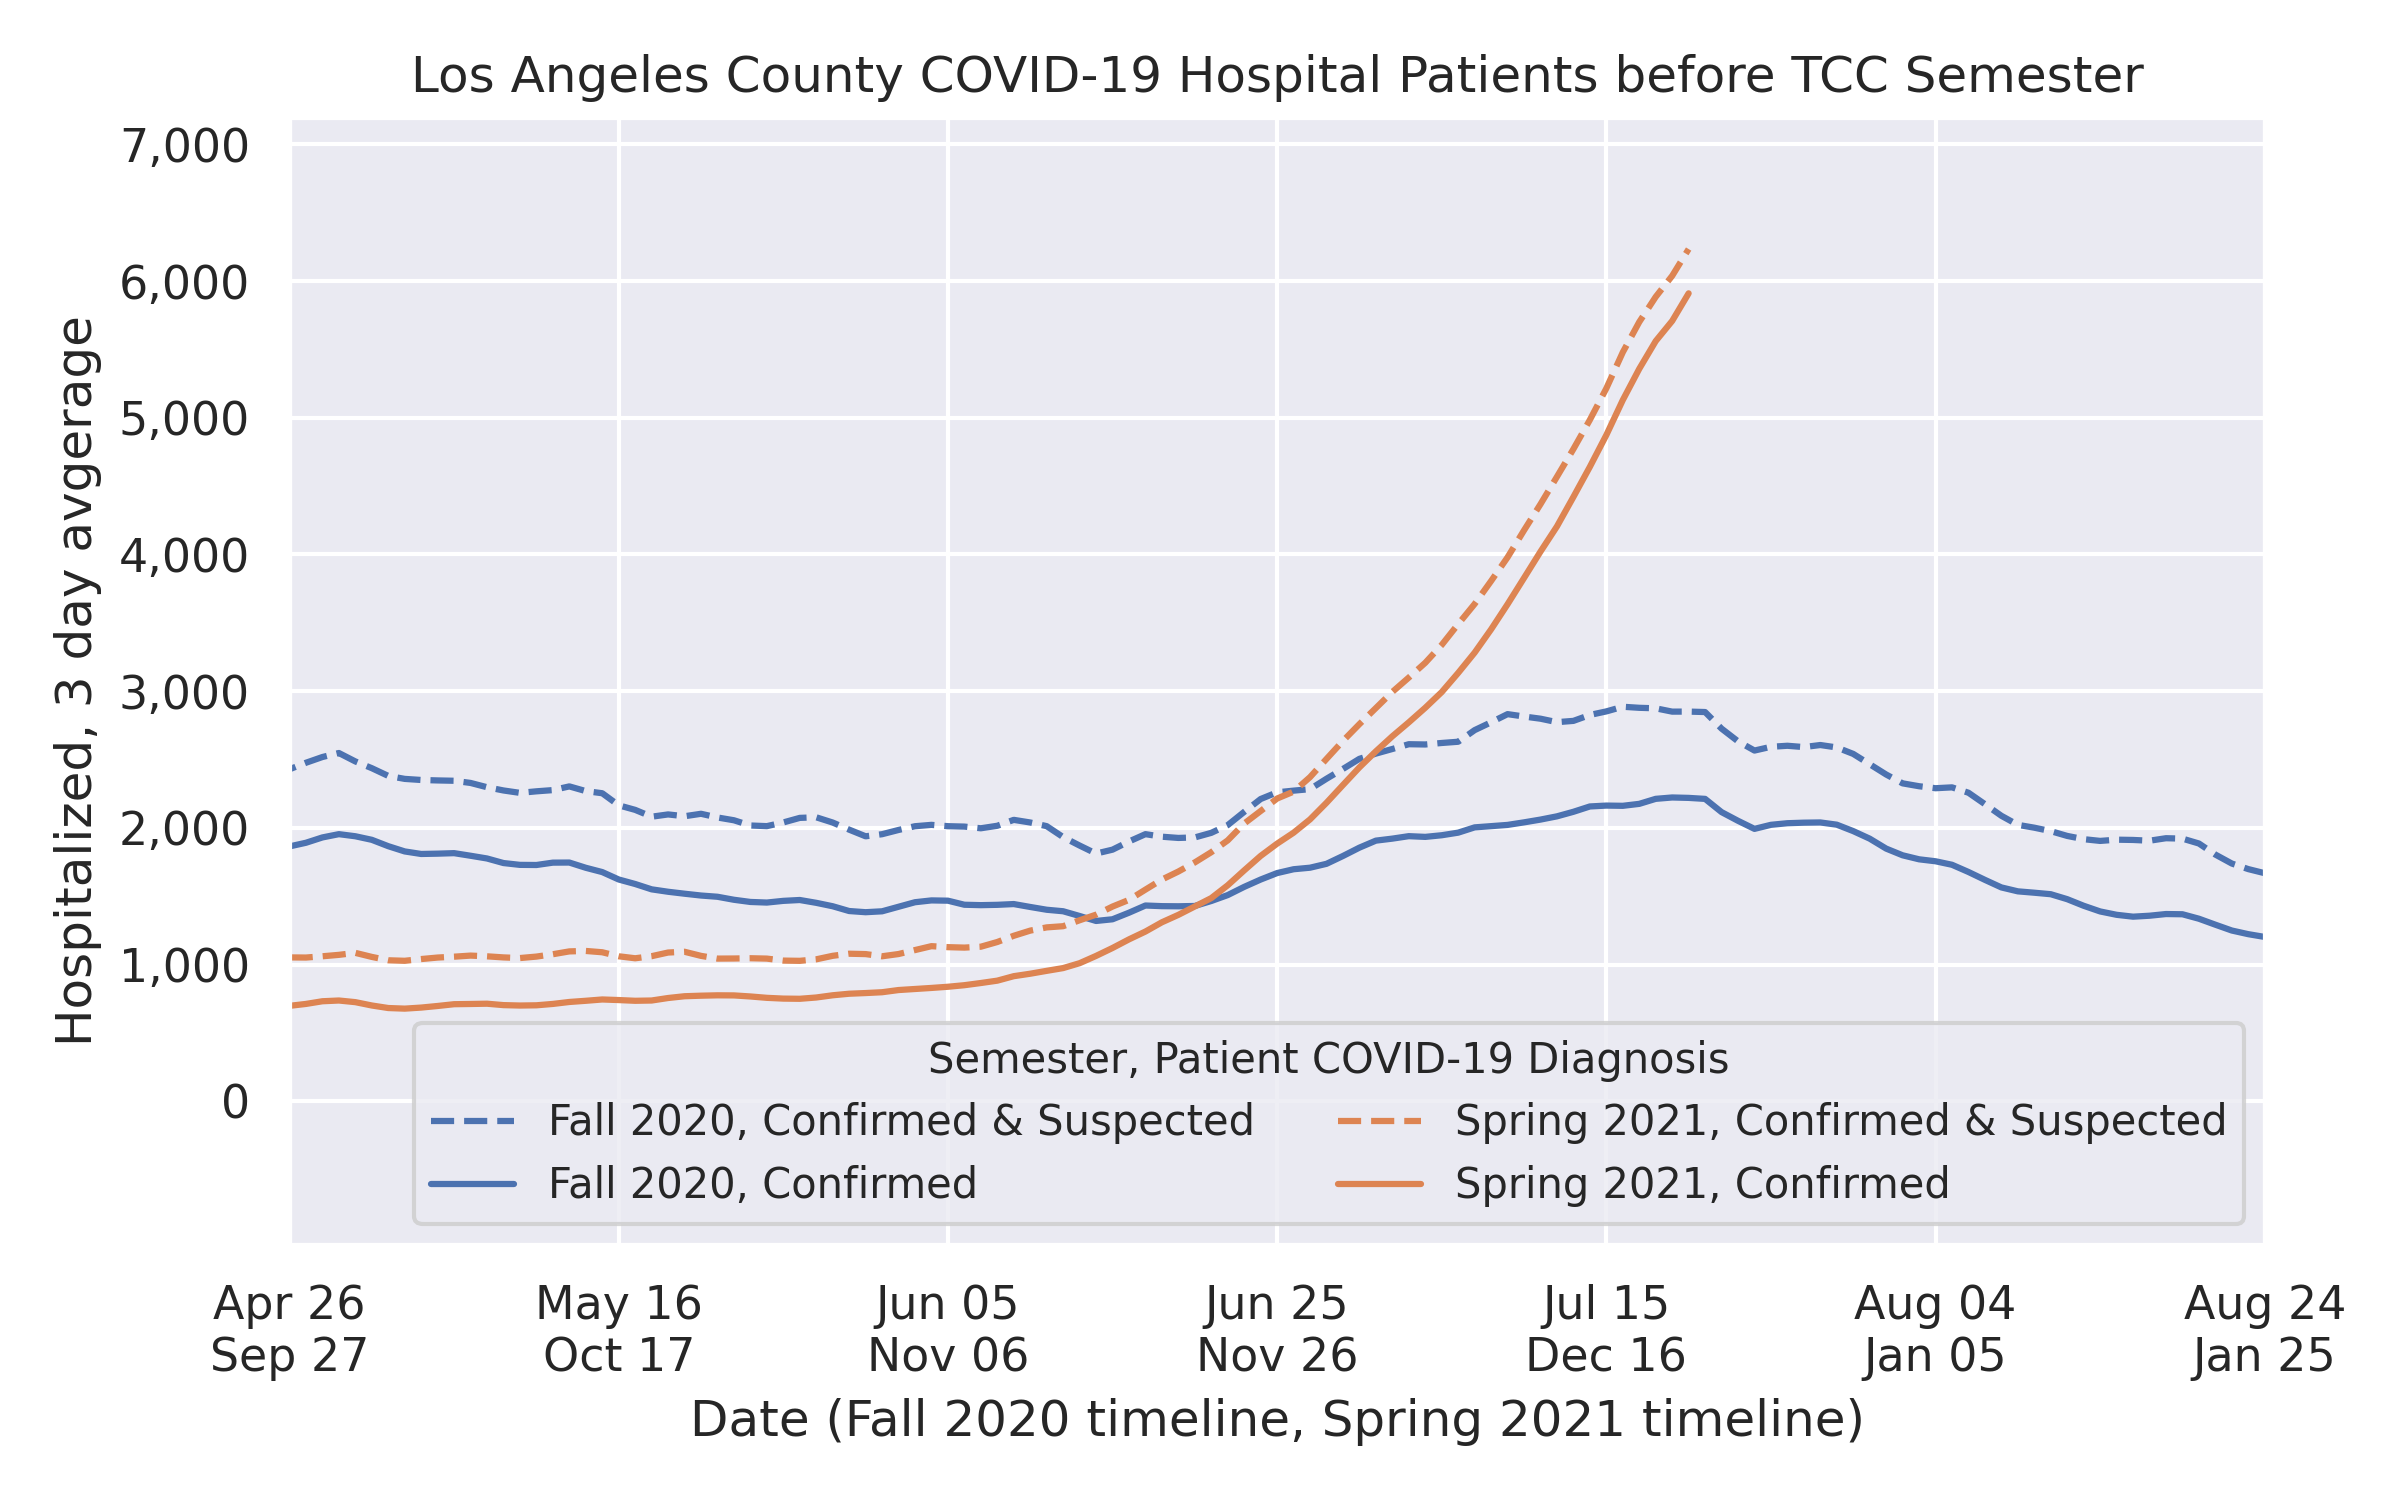 Los Angeles County COVID-19 Hospital Patients before TCC Semester
Hospitalized, 3 day avgerage
7,000
6,000
5,000
4,000
3,000
2,000
1,000
0
Semester, Patient COVID-19 Diagnosis
Fall 2020, Confirmed & Suspected
Fall 2020, Confirmed
Spring 2021, Confirmed & Suspected
Spring 2021, Confirmed
Apr 26 May 16 Jun 05 Jun 25 Jul 15 Aug 04 Aug 24
Sep 27 Oct 17 Nov 06 Nov 26 Dec 16 Jan 05 Jan 25
Date (Fall 2020 timeline, Spring 2021 timeline)